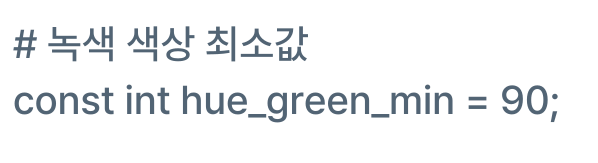 # 녹색 색상 최소값
const int hue_green_min = 90;